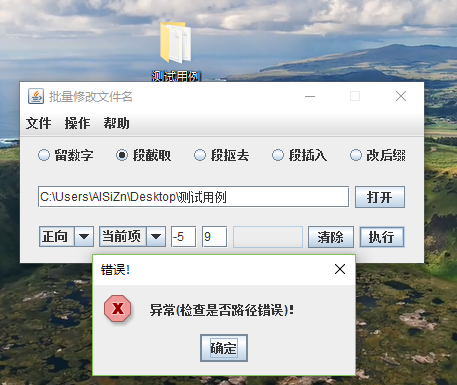 测试用例
批量修改文件名
文件 操作 帮助
留数字 段截取 段抠去 段插入 改后缀
C:\Users\AlSiZn\Desktop\测试用例 打开
正向 当前项 -5 9 清除 执行
错误!
异常(检查是否路径错误)!
确定